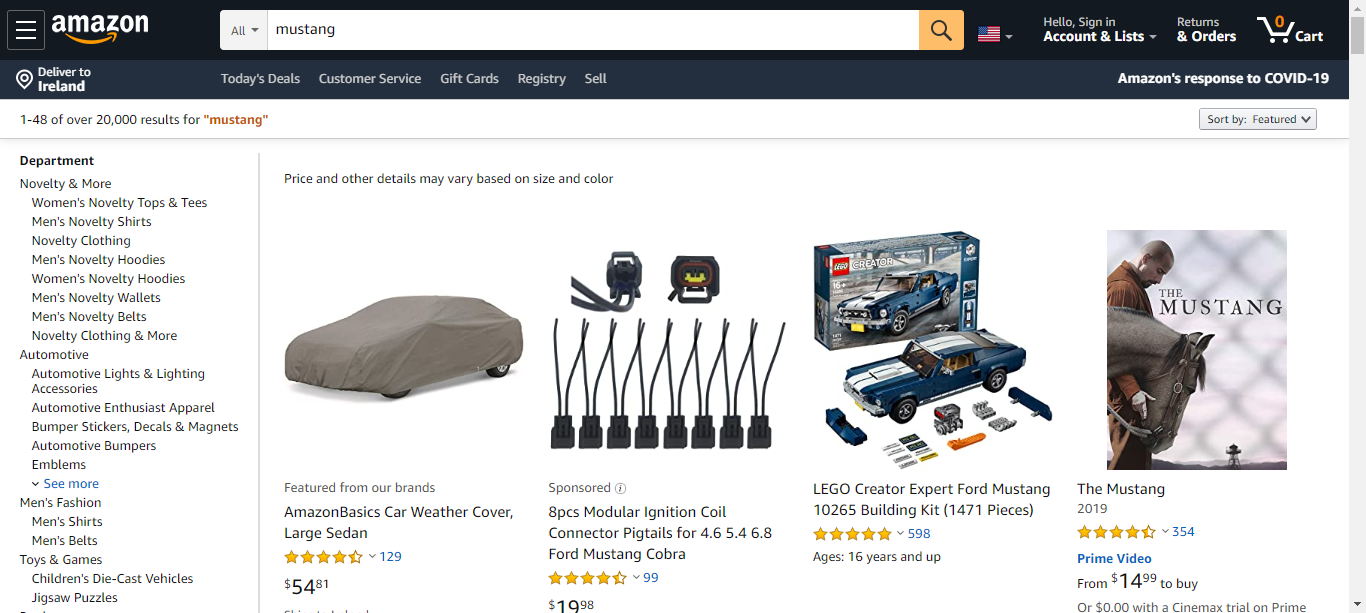 amazon
All
mustang
Hello, Sign in
Account & Lists
Returns
& Orders
0
Cart
Deliver to
Ireland
Today's Deals
Customer Service
Gift Cards
Registry
Sell
Amazon's response to COVID-19
1-48 of over 20,000 results for "mustang"
Sort by: Featured
Department
Novelty & More
Women's Novelty Tops & Tees
Men's Novelty Shirts
Novelty Clothing
Men's Novelty Hoodies
Women's Novelty Hoodies
Men's Novelty Wallets
Men's Novelty Belts
Novelty Clothing & More
Automotive
Automotive Lights & Lighting
Accessories
Automotive Enthusiast Apparel
Bumper Stickers, Decals & Magnets
Automotive Bumpers
Emblems
See more
Men's Fashion
Men's Shirts
Men's Belts
Toys & Games
Children's Die-Cast Vehicles
Jigsaw Puzzles
Price and other details may vary based on size and color
Featured from our brands
AmazonBasics Car Weather Cover,
Large Sedan
129
$54.81
Sponsored
8pcs Modular Ignition Coil
Connector Pigtails for 4.6 5.4 6.8
Ford Mustang Cobra
99
$19.98
LEGO
CREATOR
EXPERT
16+
LEGO Creator Expert Ford Mustang
10265 Building Kit (1471 Pieces)
598
Ages: 16 years and up
THE
MUSTANG
The Mustang
2019
354
Prime Video
From $14.99 to buy
Or $0.00 with a Cinemax trial on Prime